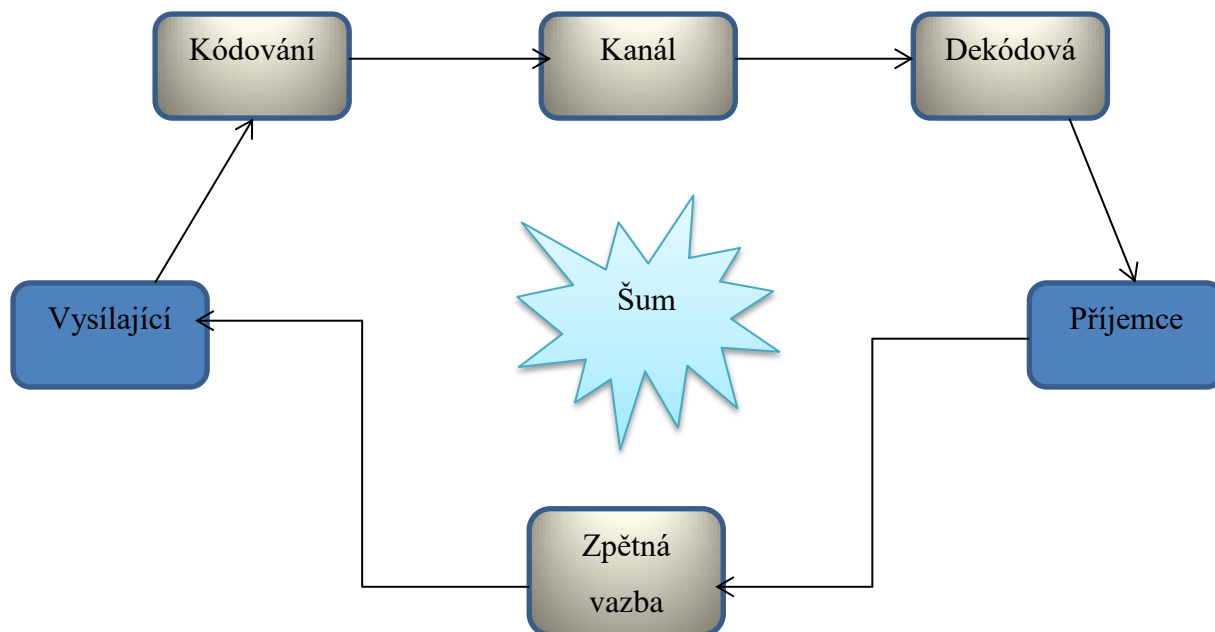 Kódování
Kanál
Dekódová
Šum
Vysílající
Příjemce
Zpětná
vazba